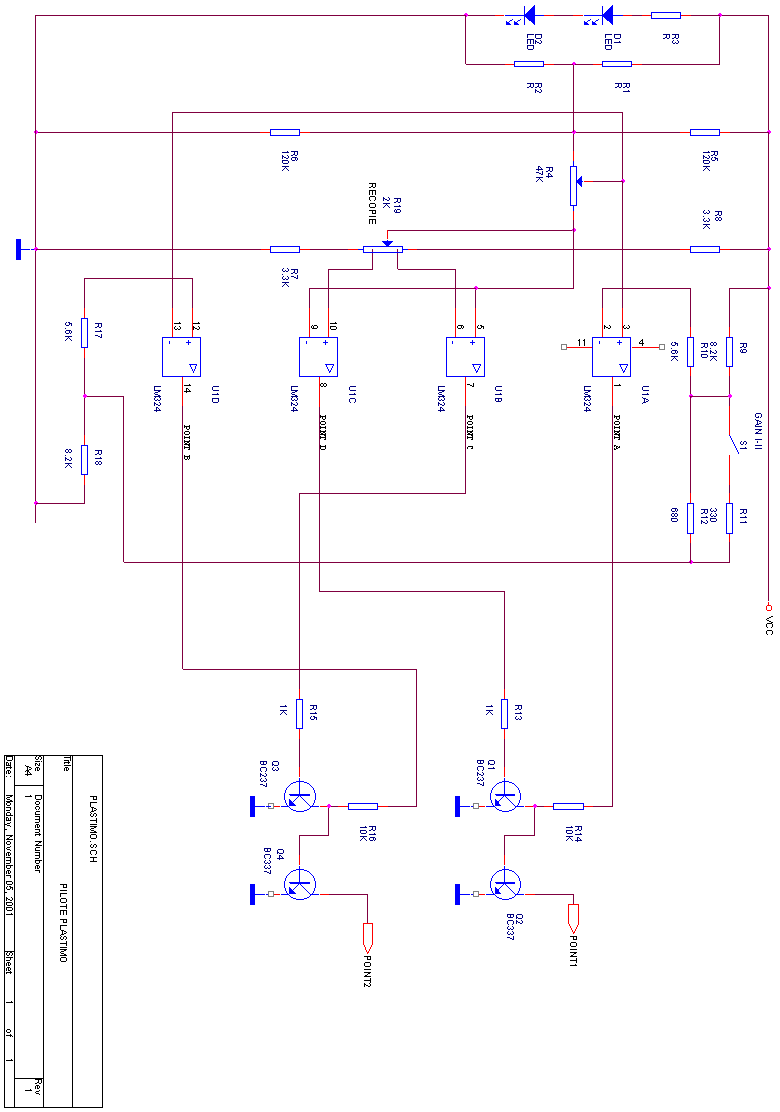 D2
LED
D1
LED
R3
R
R2
R
R1
R
R6
120K
R5
120K
R4
47K
R19
2K
RECOPIE
R8
3.3K
R7
3.3K
R17
5.6K
R18
8.2K
13
12
-
+
U1D
LM324
14
POINT B
9
10
-
+
U1C
LM324
8
POINT D
6
5
-
+
U1B
LM324
7
POINT C
2
3
-
+
11
4
U1A
LM324
1
POINT A
R10
5.6K
R9
8.2K
GAIN I-II
S1
R12
680
R11
330
VCC
R15
1K
R13
1K
Q3
BC237
Q1
BC237
R16
10K
R14
10K
Q4
BC337
Q2
BC337
POINT2
POINT1
PLASTIMO.SCH
Title
PILOTE PLASTIMO
Size
A4
Document Number
1
Rev
1
Date: Monday, November 05, 2001 Sheet 1 of 1